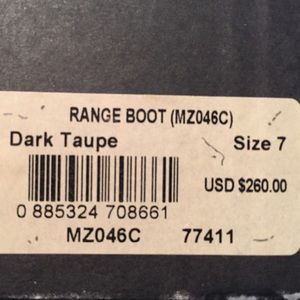 RANGE BOOT (MZ046C)
Dark Taupe Size 7
USD $260.00
0 885324 708661
MZ046C 77411